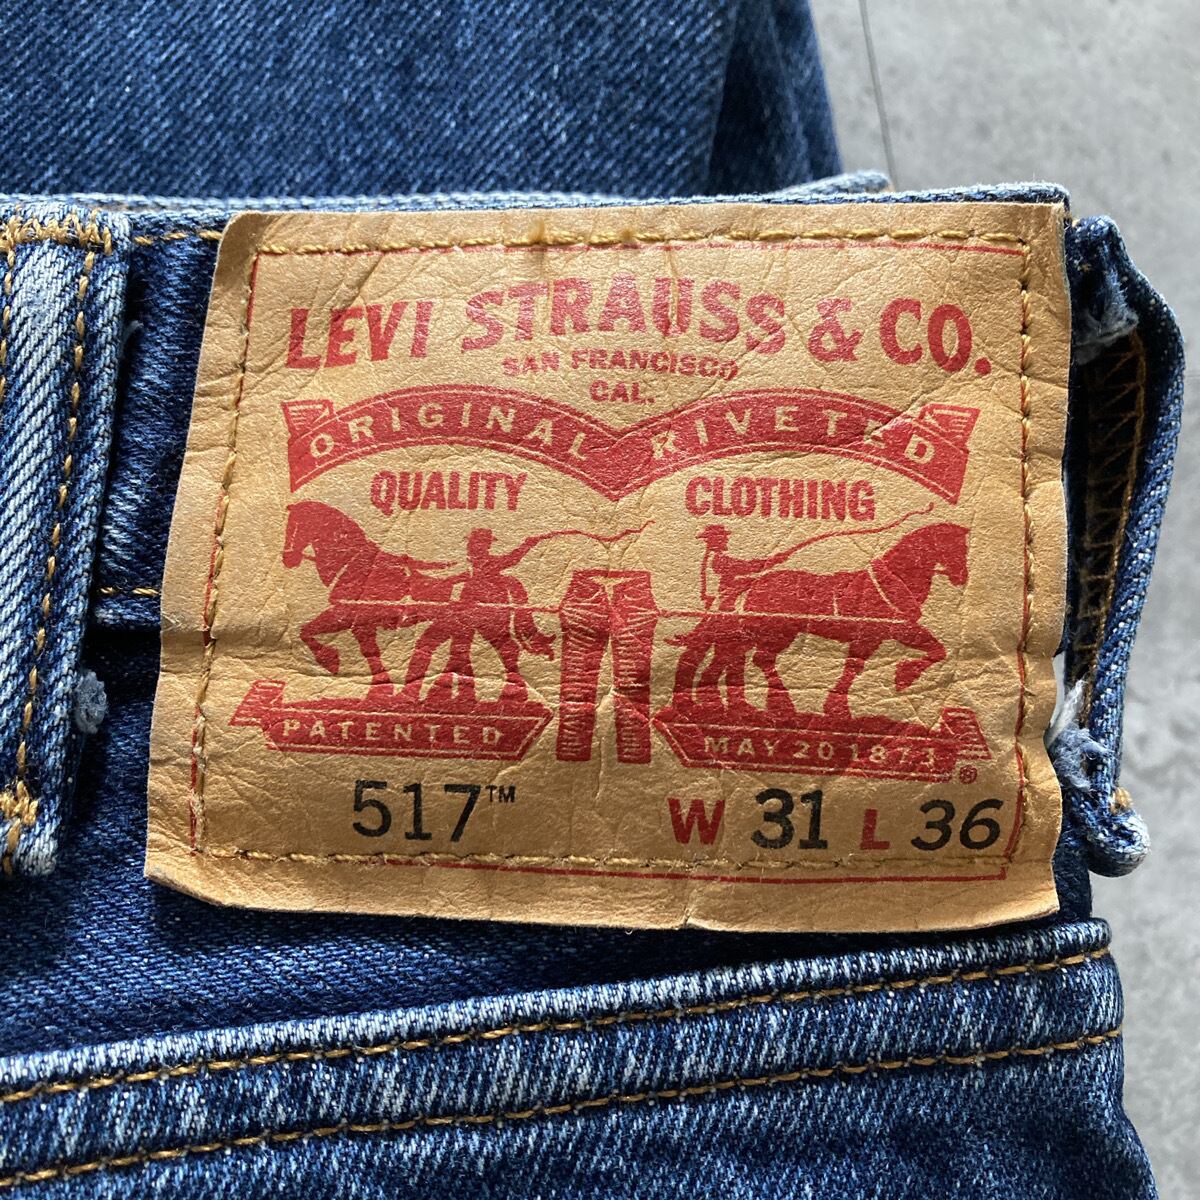 LEVI STRAUSS & CO.
SAN FRANCISCO
CAL.
ORIGINAL RIVETED
QUALITY CLOTHING
PATENTED MAY 20 1873
®
517™ W 31 L 36